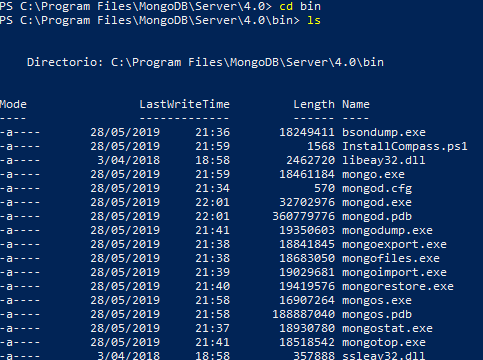 PS C:\Program Files\MongoDB\Server\4.0> cd bin
PS C:\Program Files\MongoDB\Server\4.0\bin> ls
Directorio: C:\Program Files\MongoDB\Server\4.0\bin
Mode LastWriteTime Length Name
---- ------------- ------ ----
-a---- 28/05/2019 21:36 18249411 bsondump.exe
-a---- 28/05/2019 21:59 1568 InstallCompass.ps1
-a---- 3/04/2018 18:58 2462720 libeay32.dll
-a---- 28/05/2019 21:59 18461184 mongo.exe
-a---- 28/05/2019 21:34 570 mongod.cfg
-a---- 28/05/2019 22:01 32702976 mongod.exe
-a---- 28/05/2019 22:01 360779776 mongod.pdb
-a---- 28/05/2019 21:41 19350603 mongodump.exe
-a---- 28/05/2019 21:38 18841845 mongoexport.exe
-a---- 28/05/2019 21:38 18683050 mongofiles.exe
-a---- 28/05/2019 21:39 19029681 mongoimport.exe
-a---- 28/05/2019 21:40 19419576 mongorestore.exe
-a---- 28/05/2019 21:58 16907264 mongos.exe
-a---- 28/05/2019 21:58 188887040 mongos.pdb
-a---- 28/05/2019 21:37 18930780 mongostat.exe
-a---- 28/05/2019 21:41 18518542 mongotop.exe
-a---- 3/04/2018 18:58 357888 ssleay32.dll